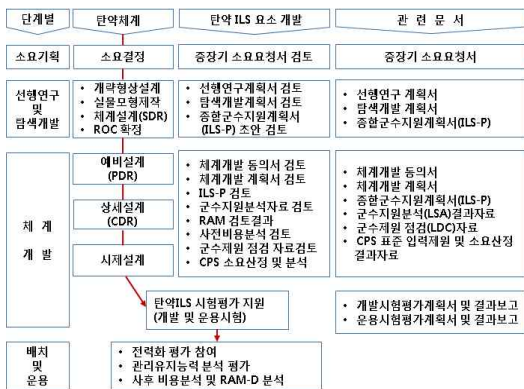 단계별
탄약체계
탄약 ILS 요소 개발
관 련 문 서
소요기획
소요결정
중장기 소요요청서 검토
중장기 소요요청서
선행연구
및
탐색개발
• 개략형상설계
• 실물모형제작
• 체계설계(SDR)
• ROC 확정
• 선행연구계획서 검토
• 탐색개발계획서 검토
• 종합군수지원계획서
(ILS-P) 초안 검토
• 선행연구 계획서
• 탐색개발 계획서
• 종합군수지원계획서(ILS-P)
체 계
개 발
예비설계
(PDR)
상세설계
(CDR)
시제설계
• 체계개발 동의서 검토
• 체계개발 계획서 검토
• ILS-P 검토
• 군수지원분석자료 검토
• RAM 검토결과
• 사전비용분석 검토
• 군수제원 점검 자료검토
• CPS 소요산정 및 분석
• 체계개발 동의서
• 체계개발 계획서
• 종합군수지원계획서(ILS-P)
• 군수지원분석(LSA)결과자료
• 군수제원 점검(LDC)자료
• CPS 표준 입력제원 및 소요산정
결과자료
탄약ILS 시험평가 지원
(개발 및 운용시험)
• 개발시험평가계획서 및 결과보고
• 운용시험평가계획서 및 결과보고
배치
및
운용
• 전력화 평가 참여
• 관리유지능력 분석 평가
• 사후 비용분석 및 RAM-D 분석